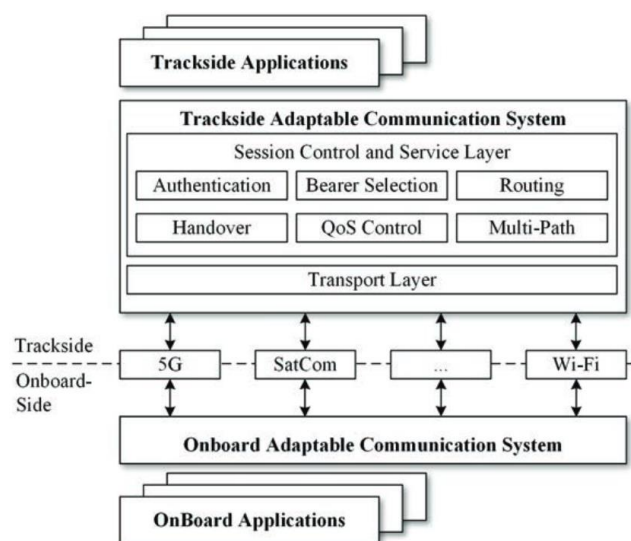 Trackside Applications
Trackside Adaptable Communication System
Session Control and Service Layer
Authentication Bearer Selection Routing
Handover QoS Control Multi-Path
Transport Layer
Trackside
5G SatCom ... Wi-Fi
Onboard-
Side
Onboard Adaptable Communication System
OnBoard Applications